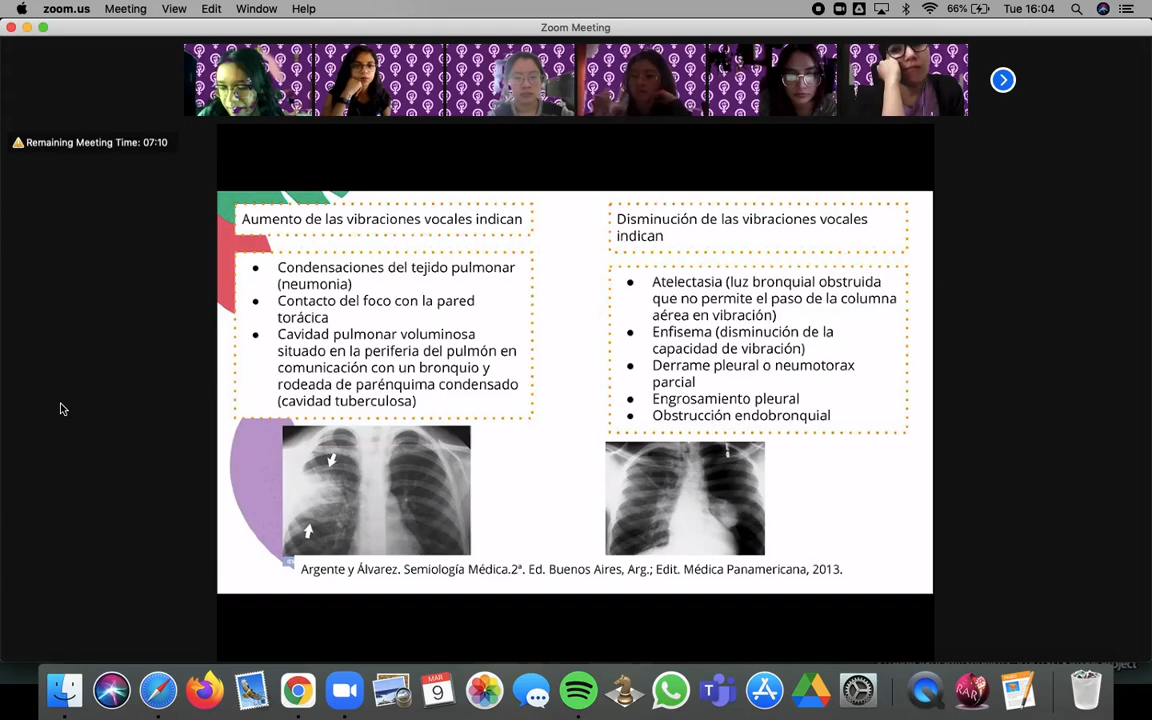 zoom.us Meeting View Edit Window Help 66% Tue 16:04
Zoom Meeting
Remaining Meeting Time: 07:10
Aumento de las vibraciones vocales indican
● Condensaciones del tejido pulmonar
(neumonia)
● Contacto del foco con la pared
torácica
● Cavidad pulmonar voluminosa
situado en la periferia del pulmón en
comunicación con un bronquio y
rodeada de parénquima condensado
(cavidad tuberculosa)
Disminución de las vibraciones vocales
indican
● Atelectasia (luz bronquial obstruida
que no permite el paso de la columna
aérea en vibración)
● Enfisema (disminución de la
capacidad de vibración)
● Derrame pleural o neumotorax
parcial
● Engrosamiento pleural
● Obstrucción endobronquial
Argente y Álvarez. Semiología Médica.2ª. Ed. Buenos Aires, Arg.; Edit. Médica Panamericana, 2013.
MAR
9
RAR